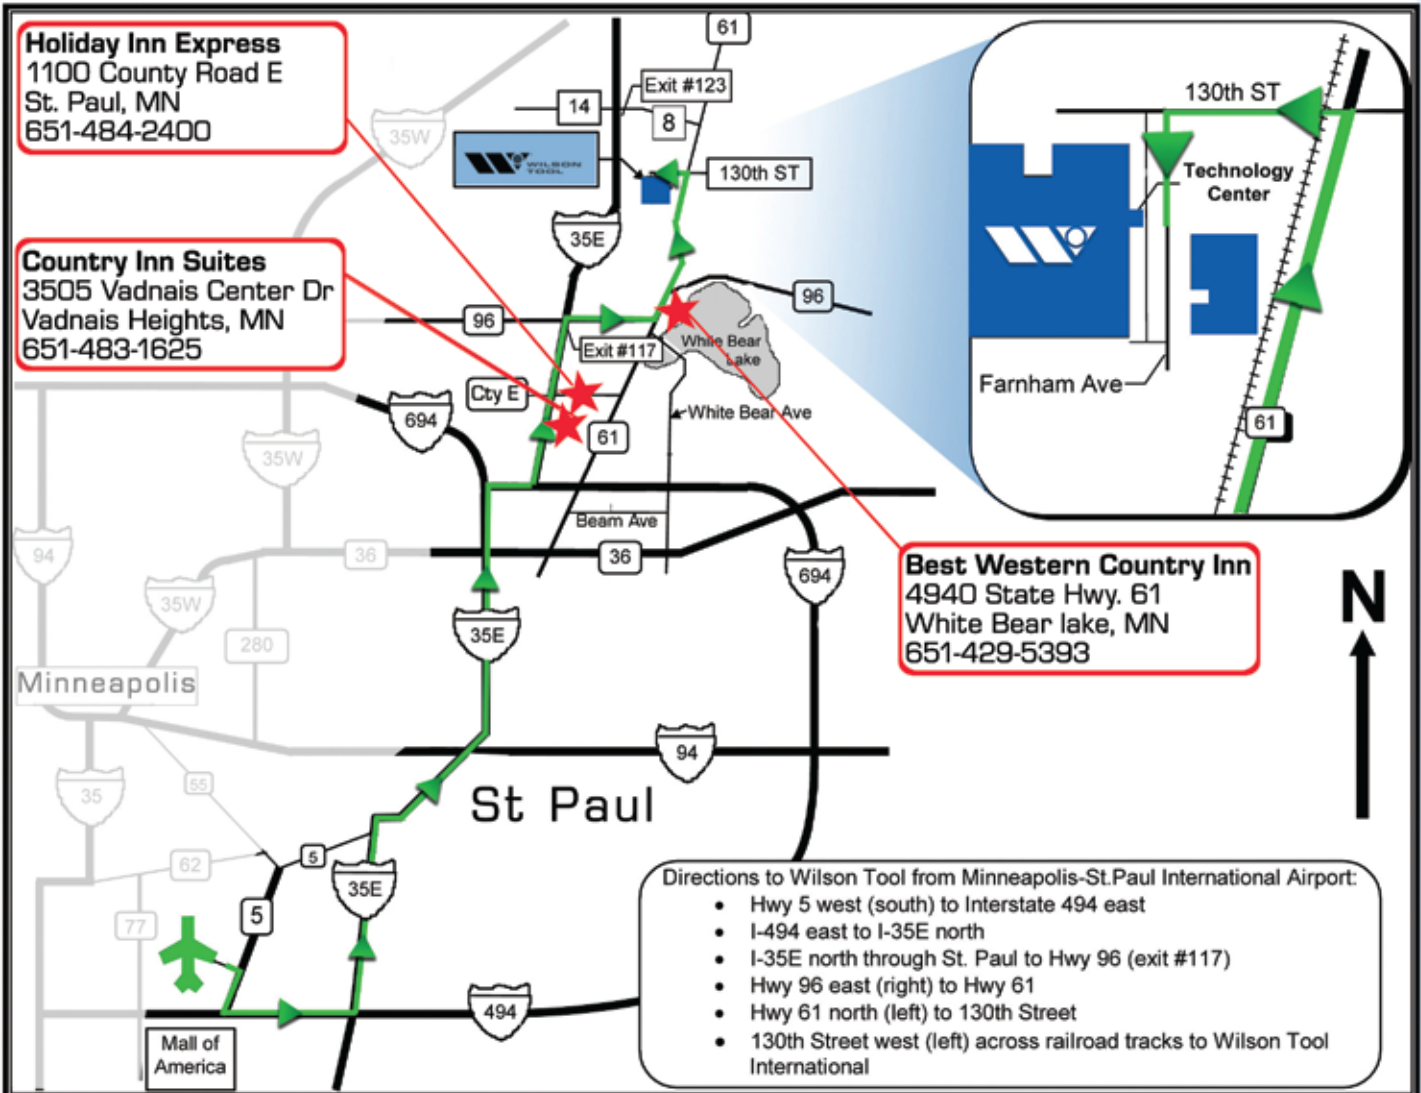 Holiday Inn Express
1100 County Road E
St. Paul, MN
651-484-2400
61
Exit #123
14
8
35W
WILSON
TOOL
130th ST
35E
Country Inn Suites
3505 Vadnais Center Dr
Vadnais Heights, MN
651-483-1625
96
96
Exit #117
White Bear
Lake
Cty E
White Bear Ave
694
61
35W
Beam Ave
94
36
36
694
35W
35E
280
Minneapolis
94
35
55
St Paul
5
62
35E
5
77
494
Mall of
America
130th ST
Technology
Center
Farnham Ave
61
Best Western Country Inn
4940 State Hwy. 61
White Bear lake, MN
651-429-5393
N
Directions to Wilson Tool from Minneapolis-St.Paul International Airport:
• Hwy 5 west (south) to Interstate 494 east
• I-494 east to I-35E north
• I-35E north through St. Paul to Hwy 96 (exit #117)
• Hwy 96 east (right) to Hwy 61
• Hwy 61 north (left) to 130th Street
• 130th Street west (left) across railroad tracks to Wilson Tool
International